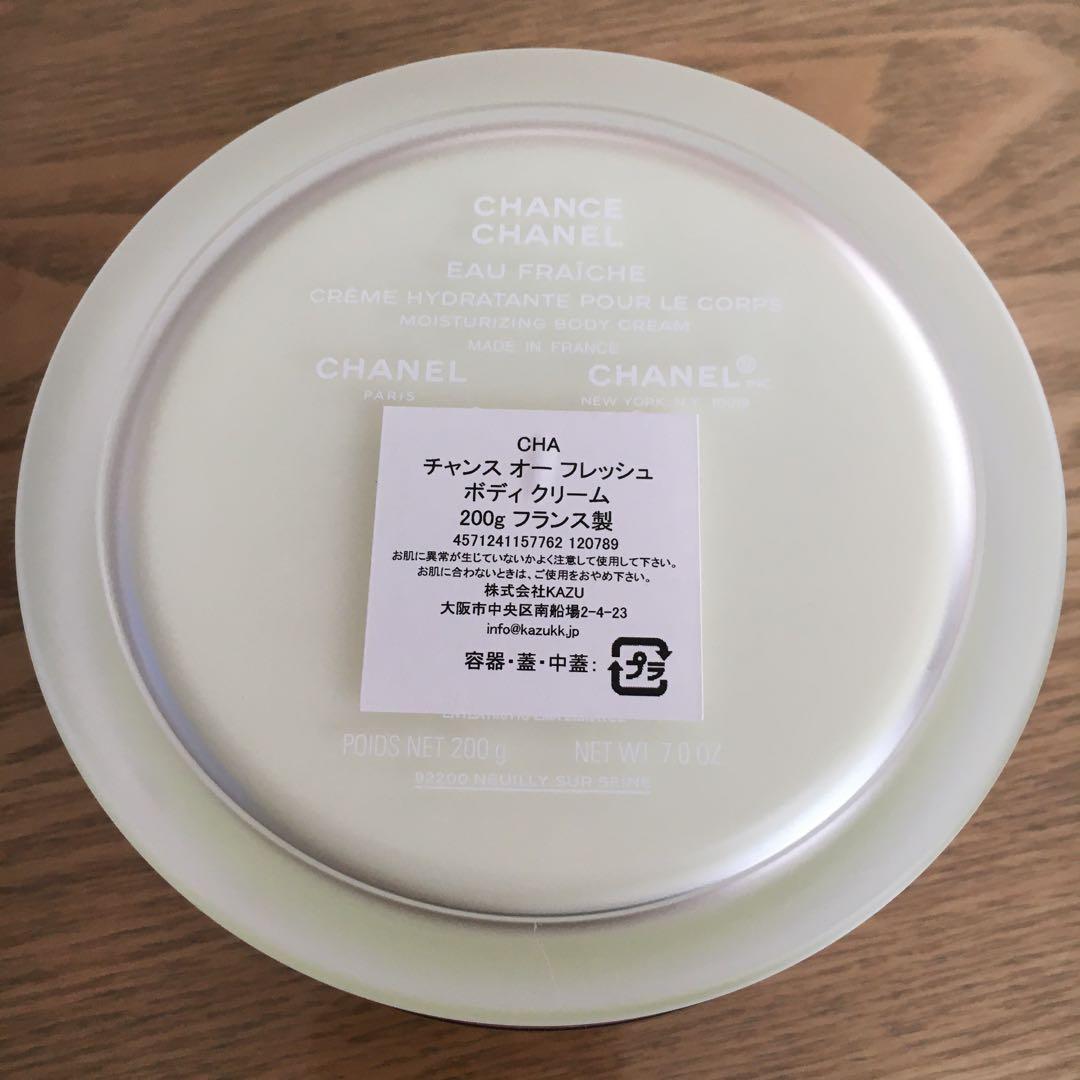 CHANCE
CHANEL
EAU FRAÎCHE
CRÈME HYDRATANTE POUR LE CORPS
MOISTURIZING BODY CREAM
MADE IN FRANCE
CHANEL
PARIS
CHANEL® INC
NEW YORK, N.Y. 10019
CHA
チャンス オー フレッシュ
ボディ クリーム
200g フランス製
4571241157762 120789
お肌に異常が生じていないかよく注意して使用して下さい。
お肌に合わないときは、ご使用をおやめ下さい。
株式会社KAZU
大阪市中央区南船場2-4-23
info@kazukk.jp
容器・蓋・中蓋:
プラ
POIDS NET 200 g NET WT. 7.0 OZ.
92200 NEUILLY SUR SEINE